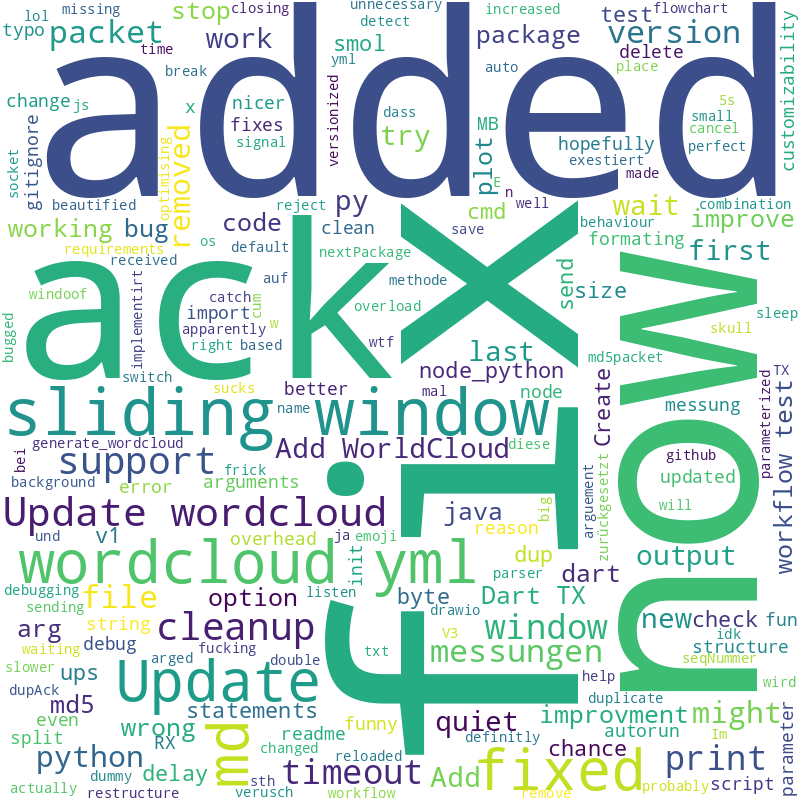 missing
lol
typo
packet
time
stop
closing
work
unnecessary
detect
smol
yml
increased
package
auto
flowchart
test
version
delete
place
added
change
js
break
x
nicer
fixes
signal
versionized
dass
try
MB
plot
hopefully
exestiert
5s
small
cancel
perfect
customizability
socket
gitignore
beautified
optimising
removed
reject
py
cmd
E
n
well
made
wait
combination
improve
working
bug
code
clean
save
behaviour
formating
first
requirements
os
default
nextPackage
received
ack
fix
now
windoof
implementirt
auf
catch
cum
import
w
apparently
right
based
methode
overload
wtf
send
size
skull
sleep
bugged
last
md5packet
switch
sucks
better
mal
node_python
node
TX
parameterized
sliding window
name
Create
messung
generate_wordcloud
bei
support
Add WorldCloud
diese
github
background
frick
error
arguments
arguement
zurückgesetzt
updated
workflow test
big
will
Update wordcloud
java
reason
und
v1
ja
emoji
overhead
init
parser
dup
output
wordcloud yml
debugging
sending
file
option
listen
byte
drawio
Dart TX
dart
new
check
fun
idk
structure
string
arg
waiting
cleanup
debug
fucking
V3
window
txt
messungen
seqNummer
slower
arged
double
dupAck
ups
Update
help
wird
md5
statements
duplicate
even
quiet
improvment
might
split
wrong
readme
funny
definitly
autorun
Im
RX
changed
chance
python
md
reloaded
timeout
Add
fixed
print
parameter
actually
dummy
delay
sth
restructure
verusch
workflow
remove
probably
script